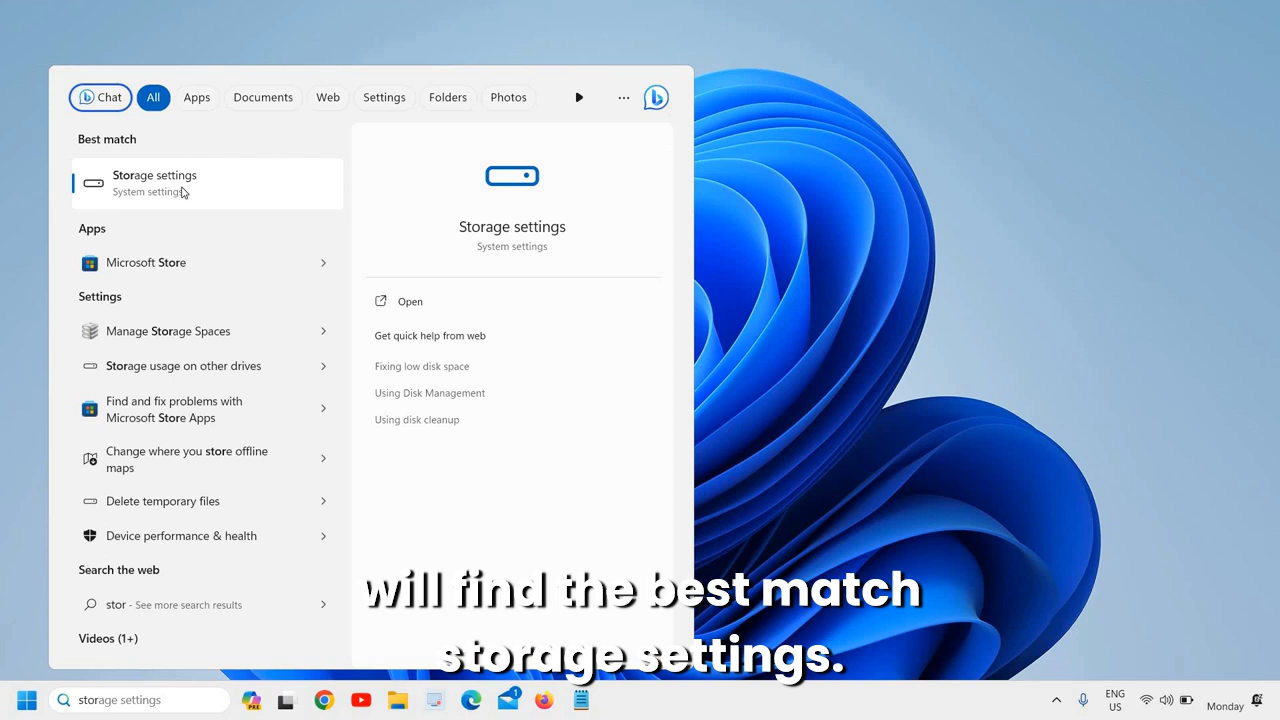 Chat All Apps Documents Web Settings Folders Photos
Best match
Storage settings
System settings
Apps
Microsoft Store
Settings
Manage Storage Spaces
Storage usage on other drives
Find and fix problems with
Microsoft Store Apps
Change where you store offline
maps
Delete temporary files
Device performance & health
Search the web
stor - See more search results
Videos (1+)
Storage settings
System settings
Open
Get quick help from web
Fixing low disk space
Using Disk Management
Using disk cleanup
will find the best match
storage settings.
storage settings
PRE
1
ENG
US
Monday